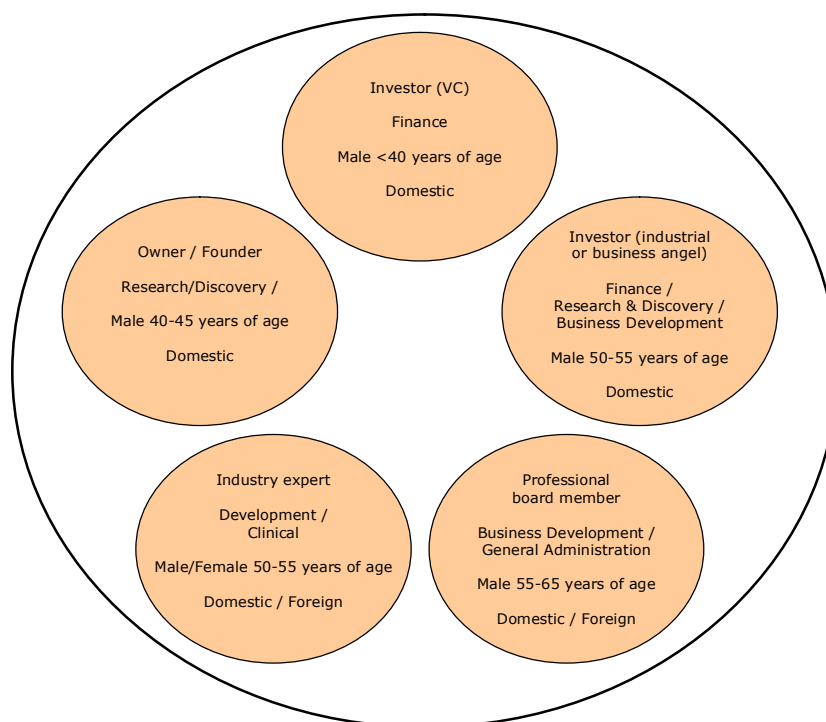 Investor (VC)
Finance
Male <40 years of age
Domestic
Owner / Founder
Research/Discovery /
Male 40-45 years of age
Domestic
Investor (industrial
or business angel)
Finance /
Research & Discovery /
Business Development
Male 50-55 years of age
Domestic
Industry expert
Development /
Clinical
Male/Female 50-55 years of age
Domestic / Foreign
Professional
board member
Business Development /
General Administration
Male 55-65 years of age
Domestic / Foreign